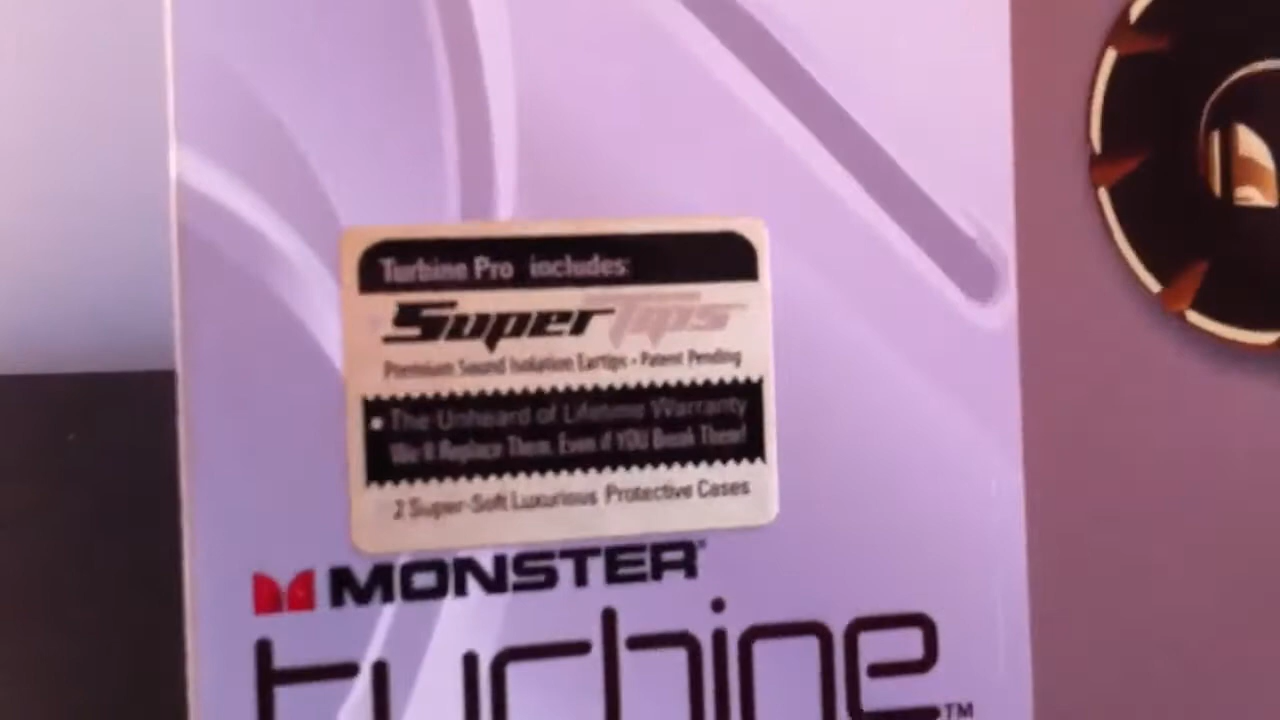 Turbine Pro includes:
SuperTips
Premium Sound Isolation Eartips • Patent Pending
• The Unheard of Lifetime Warranty
We'll Replace Them. Even if YOU Break Them!
2 Super-Soft Luxurious Protective Cases
MONSTER
turbine™